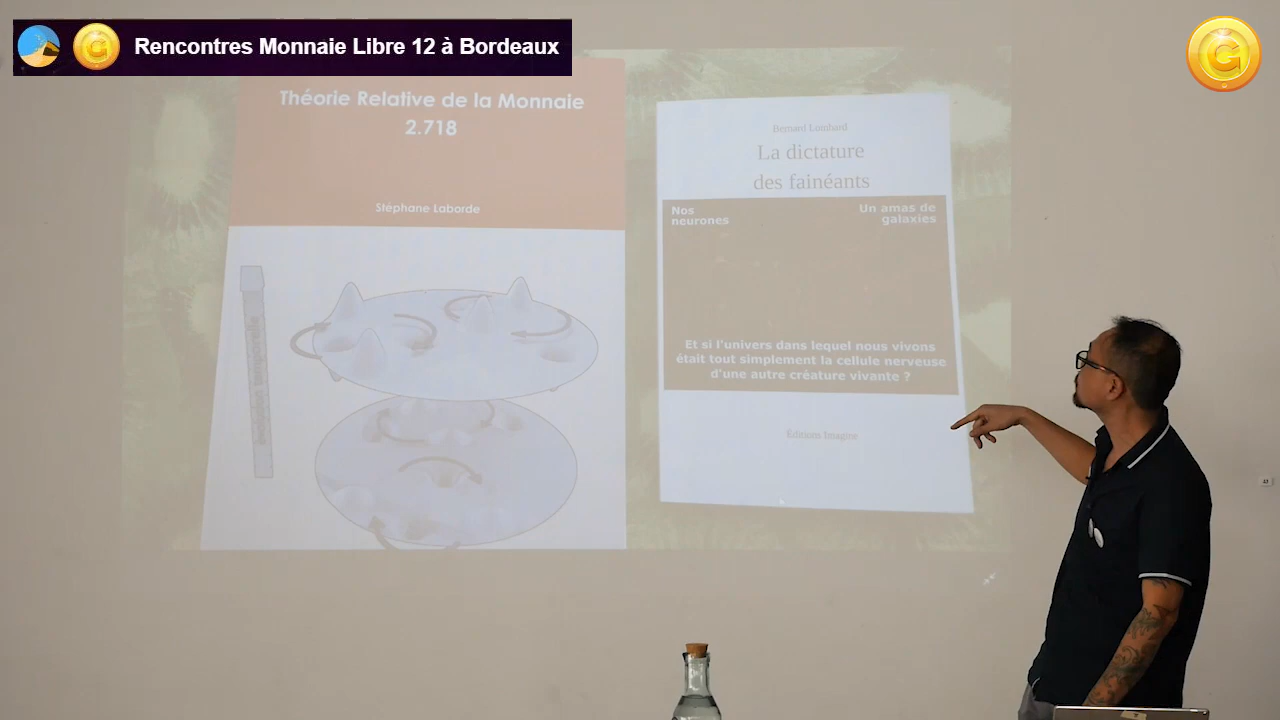 Rencontres Monnaie Libre 12 à Bordeaux
G
G
Théorie Relative de la Monnaie
2.718
Stéphane Laborde
Bernard Lombard
La dictature
des fainéants
Nos
neurones
Un amas de
galaxies
Et si l'univers dans lequel nous vivons
était tout simplement la cellule nerveuse
d'une autre créature vivante ?
Éditions Imagine